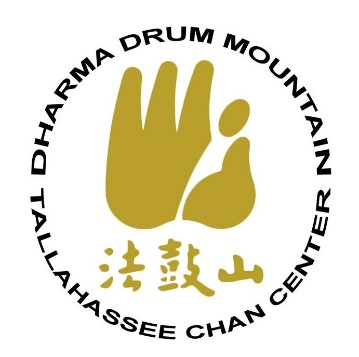 DHARMA DRUM MOUNTAIN
法鼓山
TALLAHASSEE CHAN CENTER